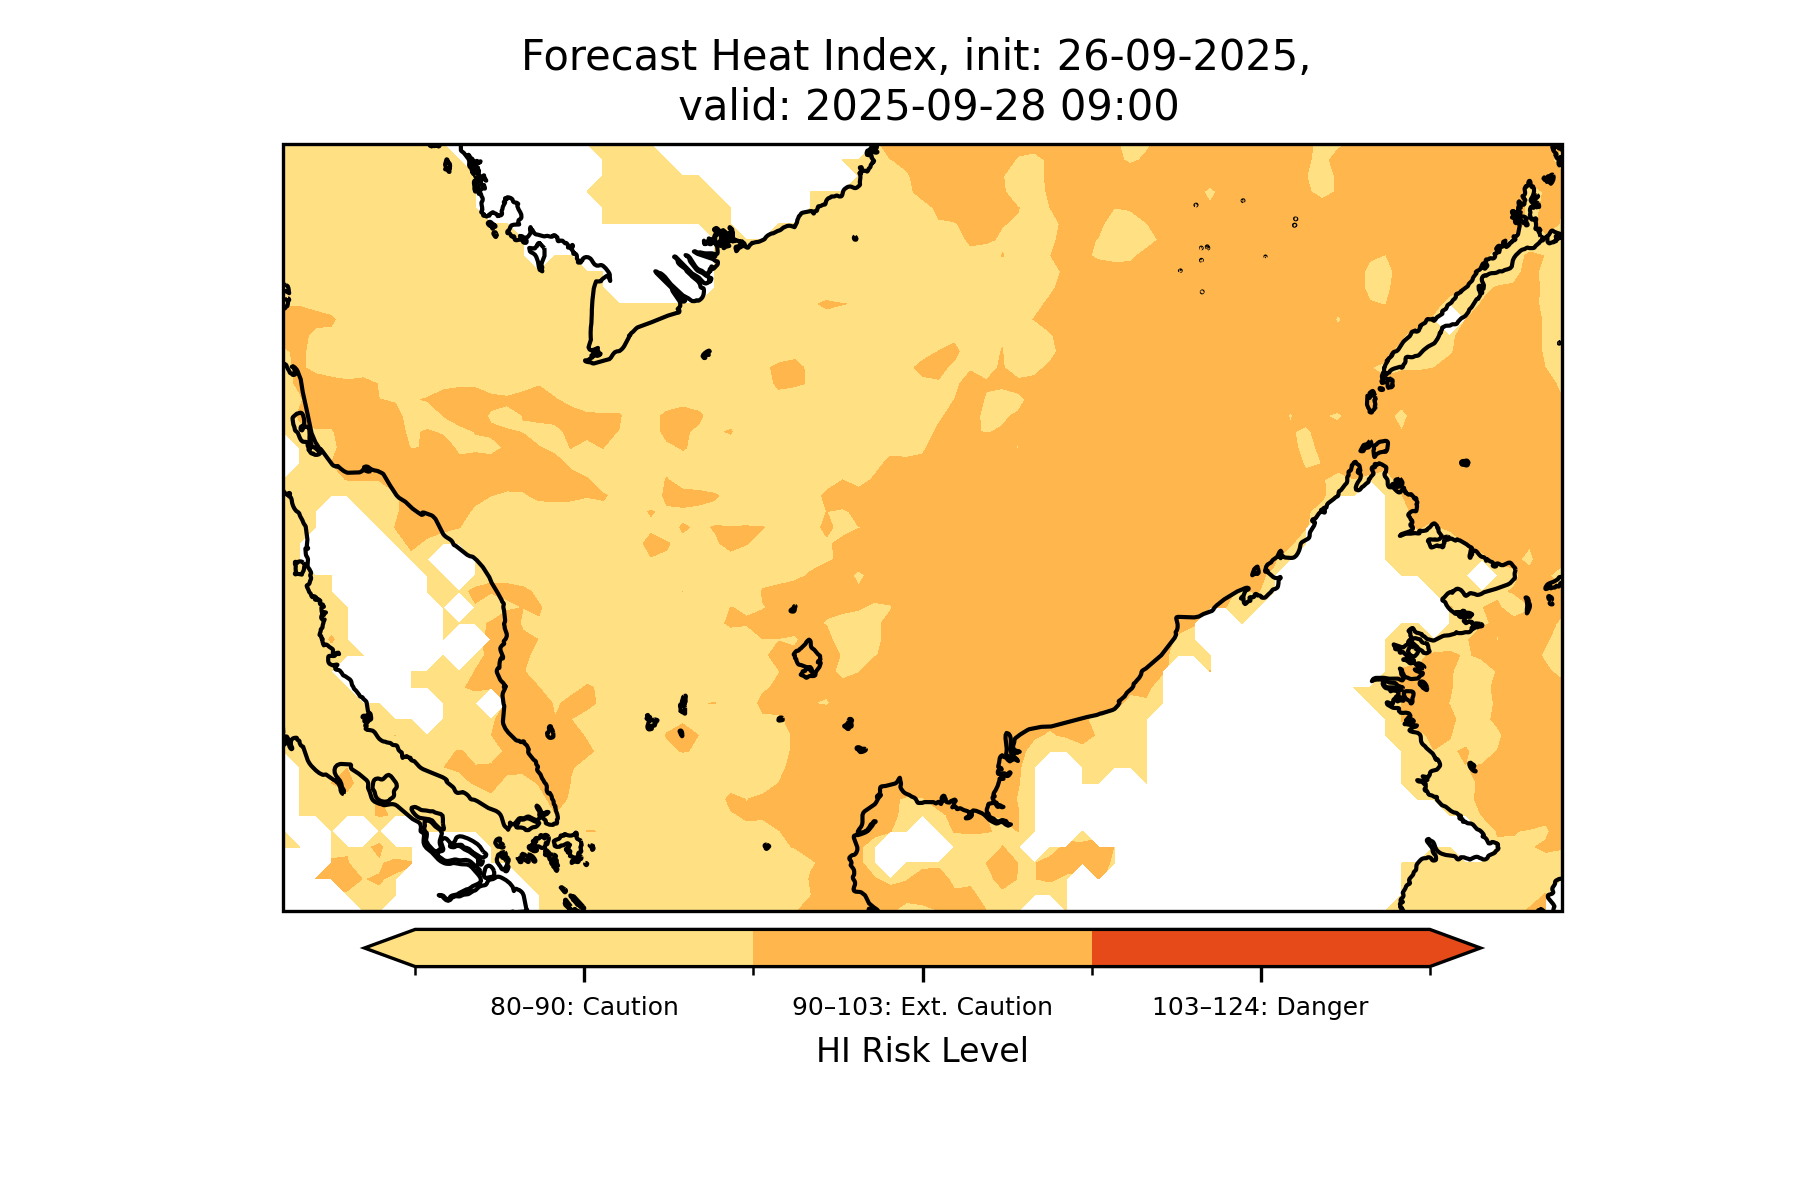 Forecast Heat Index, init: 26-09-2025,
valid: 2025-09-28 09:00
80–90: Caution
90–103: Ext. Caution
103–124: Danger
HI Risk Level